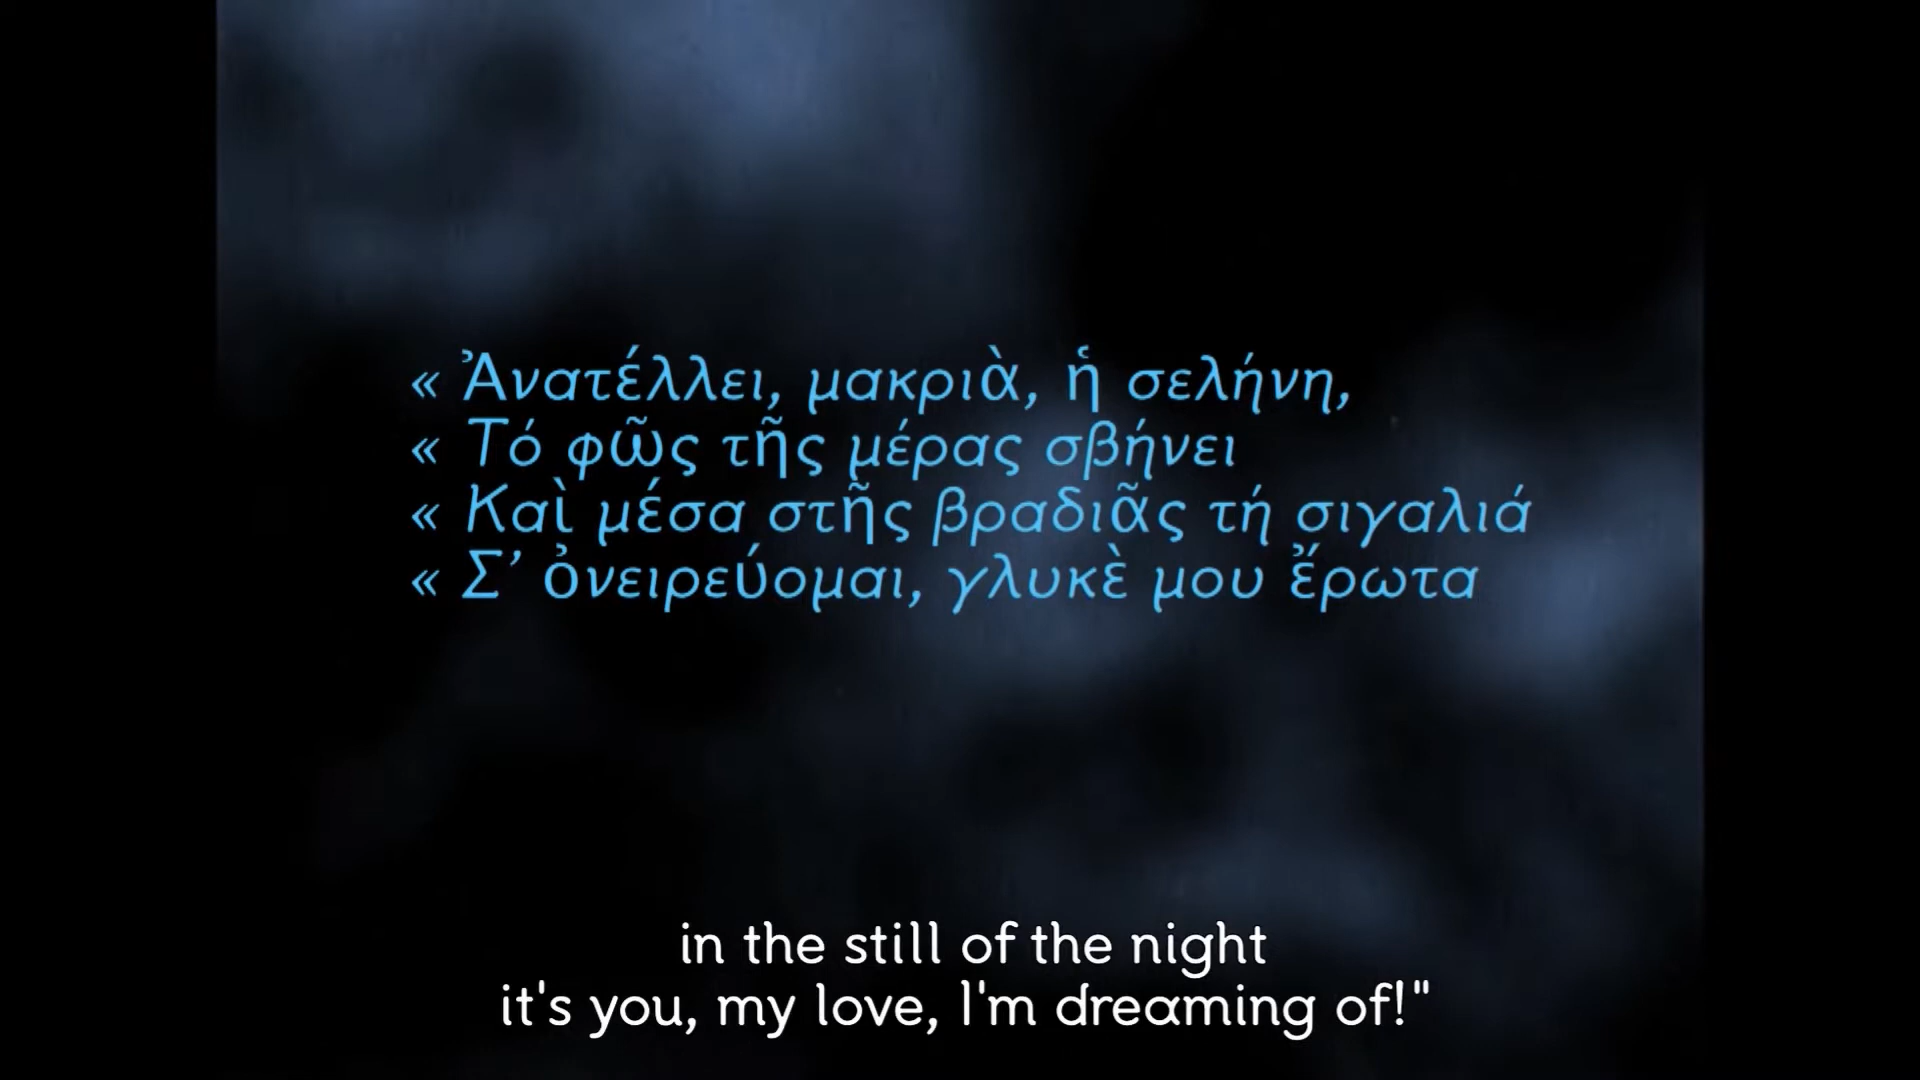 « Ἀνατέλλει, μακριὰ, ἡ σελήνη,
« Τό φῶς τῆς μέρας σβήνει
« Καὶ μέσα στῆς βραδιᾶς τή σιγαλιά
« Σ’ ὀνειρεύομαι, γλυκὲ μου ἔρωτα
in the still of the night
it's you, my love, I'm dreaming of!"